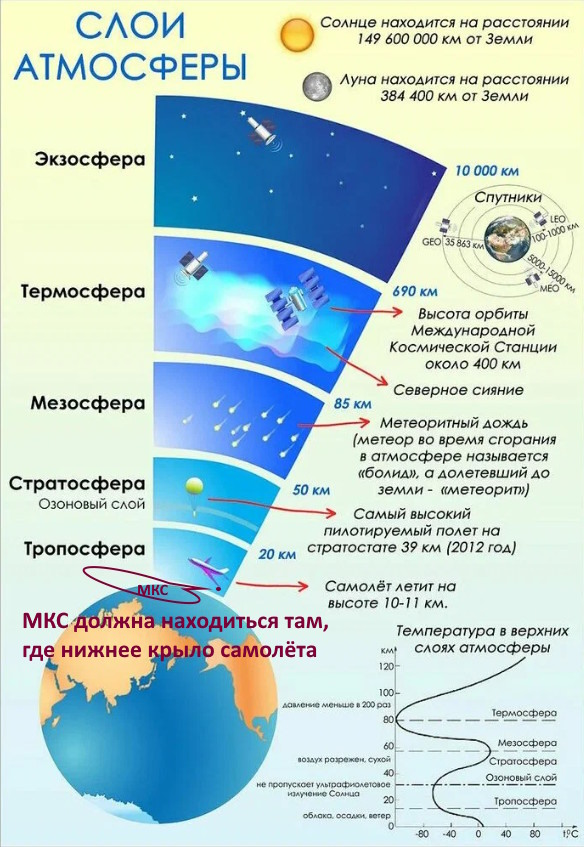 СЛОИ
АТМОСФЕРЫ
Солнце находится на расстоянии
149 600 000 км от Земли
Луна находится на расстоянии
384 400 км от Земли
Экзосфера
10 000 км
Спутники
LEO
100-1000 км
GEO 35 863 км
5000-15000 км
MEO
Термосфера
690 км
Высота орбиты
Международной
Космической Станции
около 400 км
Северное сияние
Мезосфера
85 км
Метеоритный дождь
(метеор во время сгорания
в атмосфере называется
«болид», а долетевший до
земли - «метеорит»)
Стратосфера
Озоновый слой
50 км
Самый высокий
пилотируемый полет на
стратостате 39 км (2012 год)
Тропосфера
20 км
Самолёт летит на
высоте 10-11 км.
МКС
МКС должна находиться там,
где нижнее крыло самолёта
Температура в верхних
слоях атмосферы
км
120
100
80
60
40
20
0
давление меньше в 200 раз
воздух разрежен, сухой
не пропускает ультрафиолетовое
излучение Солнца
облака, осадки, ветер
Термосфера
Мезосфера
Стратосфера
Озоновый слой
Тропосфера
-80 -40 0 40 80 t,°C